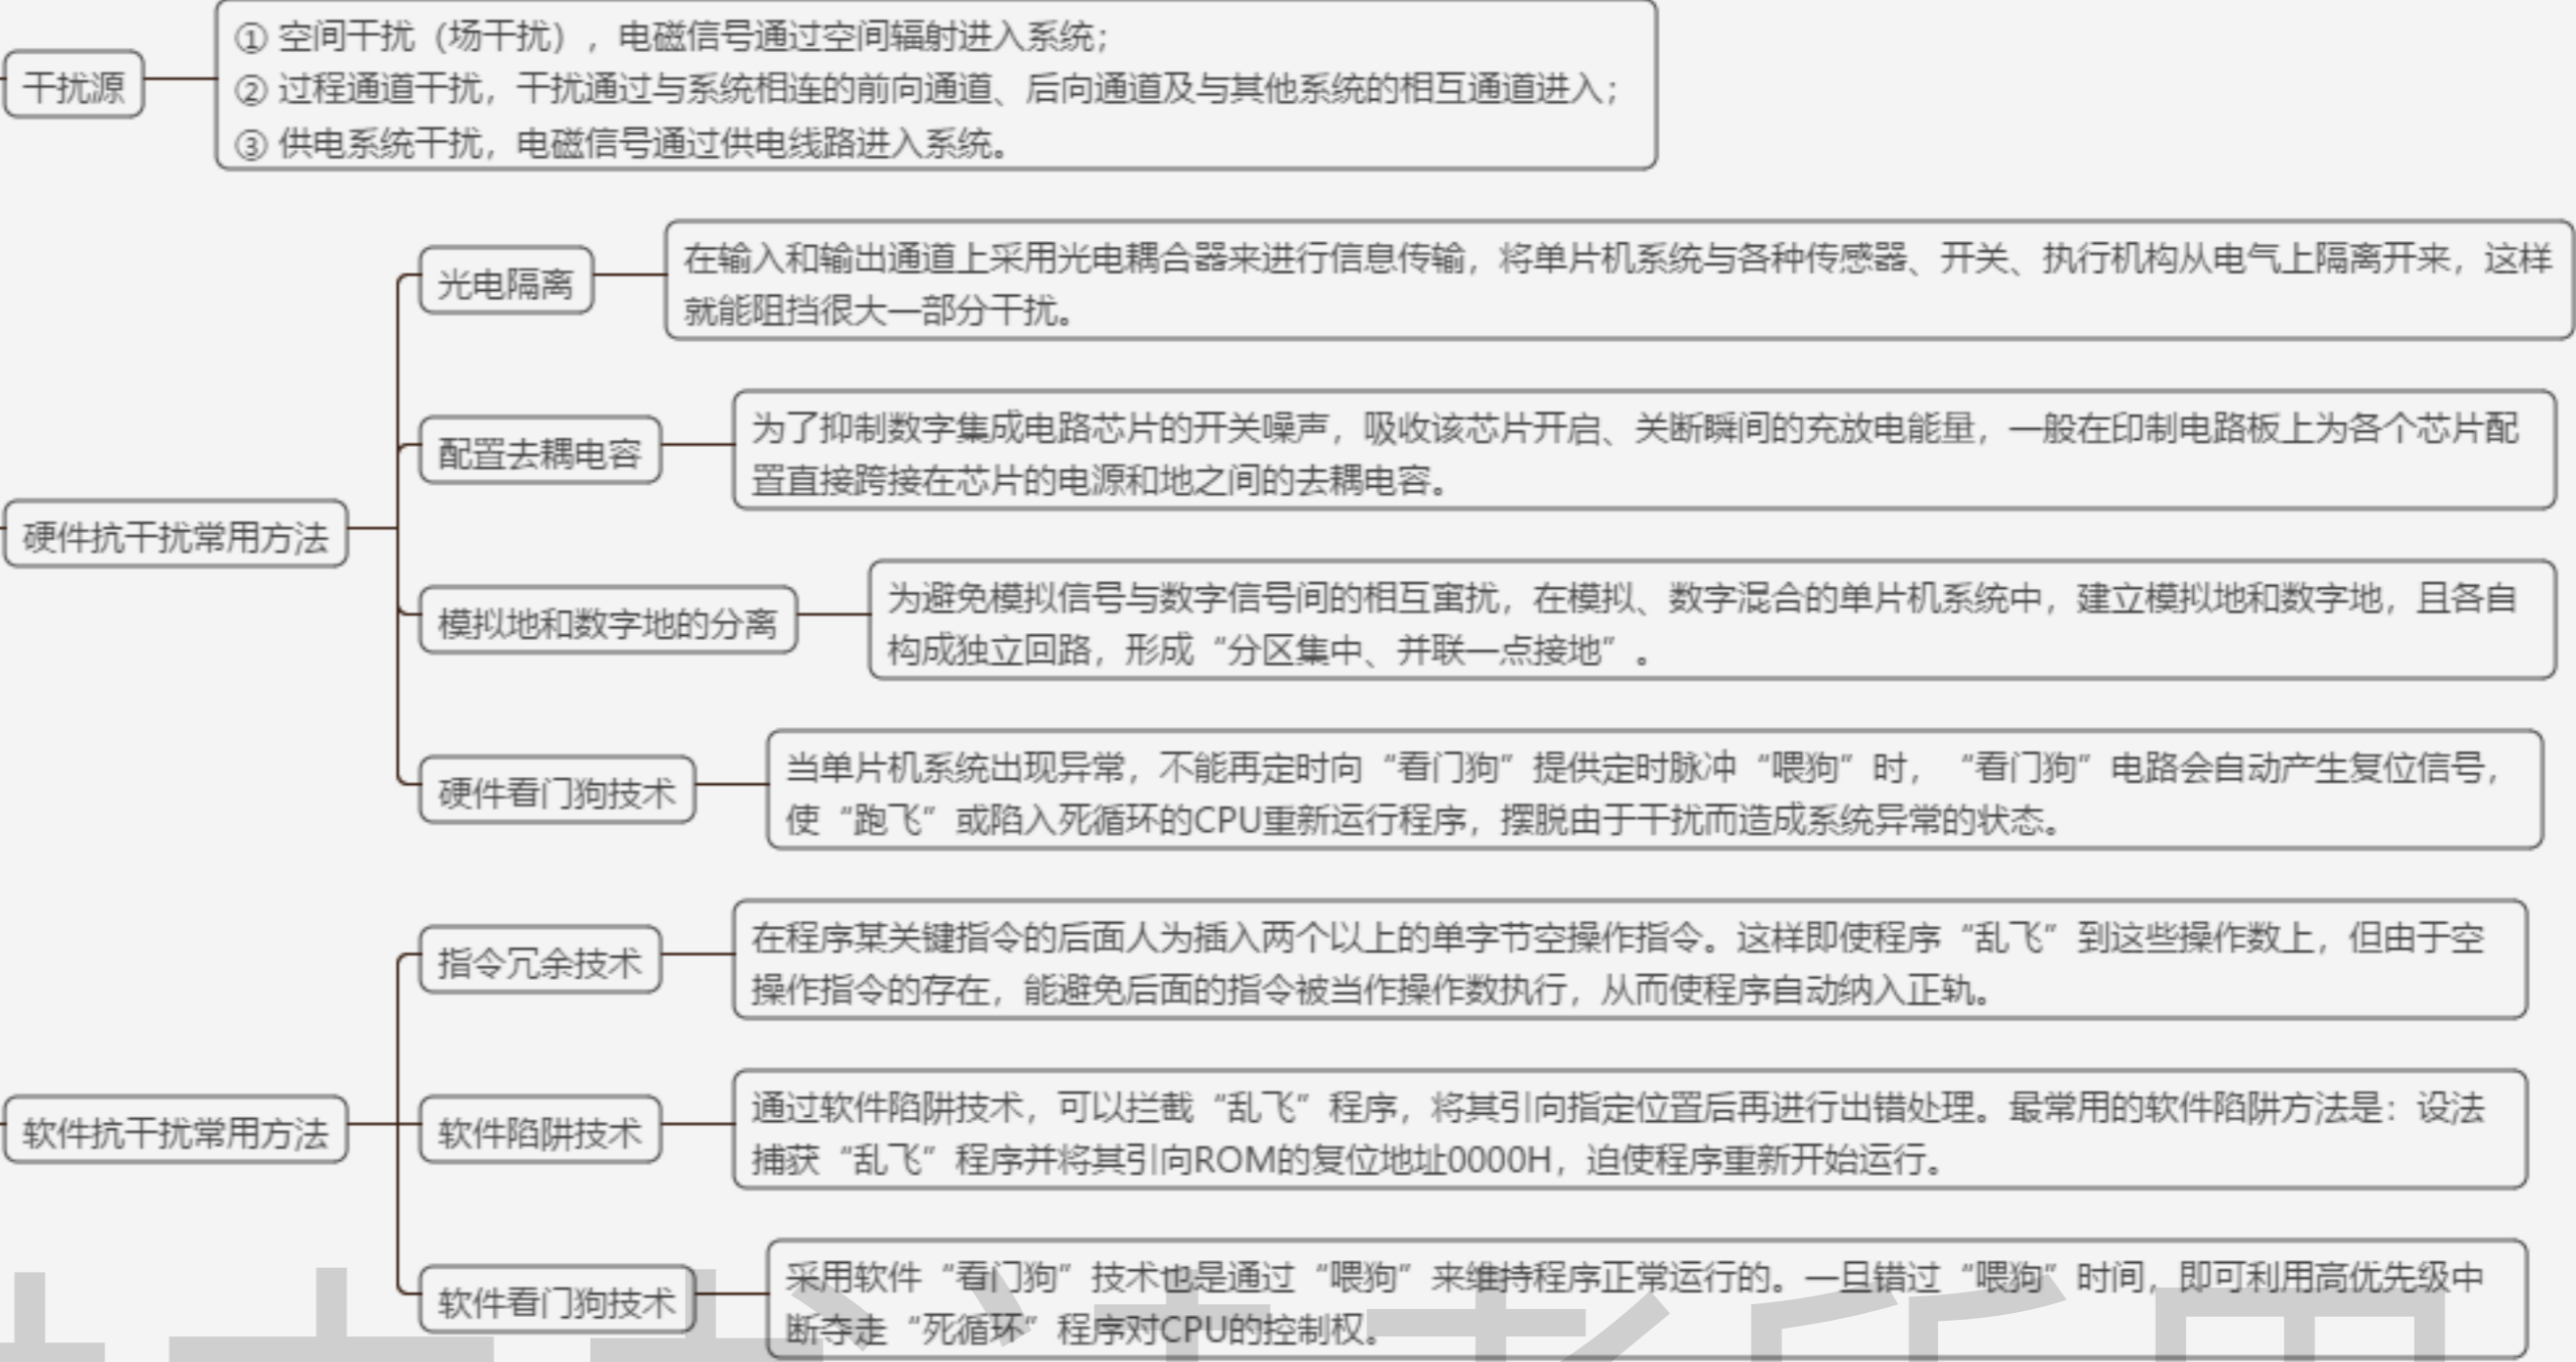 干扰源
① 空间干扰（场干扰），电磁信号通过空间辐射进入系统；
② 过程通道干扰，干扰通过与系统相连的前向通道、后向通道及与其他系统的相互通道进入；
③ 供电系统干扰，电磁信号通过供电线路进入系统。
硬件抗干扰常用方法
光电隔离
在输入和输出通道上采用光电耦合器来进行信息传输，将单片机系统与各种传感器、开关、执行机构从电气上隔离开来，这样
就能阻挡很大一部分干扰。
配置去耦电容
为了抑制数字集成电路芯片的开关噪声，吸收该芯片开启、关断瞬间的充放电能量，一般在印制电路板上为各个芯片配
置直接跨接在芯片的电源和地之间的去耦电容。
模拟地和数字地的分离
为避免模拟信号与数字信号间的相互窜扰，在模拟、数字混合的单片机系统中，建立模拟地和数字地，且各自
构成独立回路，形成“分区集中、并联一点接地”。
硬件看门狗技术
当单片机系统出现异常，不能再定时向“看门狗”提供定时脉冲“喂狗”时，“看门狗”电路会自动产生复位信号，
使“跑飞”或陷入死循环的CPU重新运行程序，摆脱由于干扰而造成系统异常的状态。
软件抗干扰常用方法
指令冗余技术
在程序某关键指令的后面人为插入两个以上的单字节空操作指令。这样即使程序“乱飞”到这些操作数上，但由于空
操作指令的存在，能避免后面的指令被当作操作数执行，从而使程序自动纳入正轨。
软件陷阱技术
通过软件陷阱技术，可以拦截“乱飞”程序，将其引向指定位置后再进行出错处理。最常用的软件陷阱方法是：设法
捕获“乱飞”程序并将其引向ROM的复位地址0000H，迫使程序重新开始运行。
软件看门狗技术
采用软件“看门狗”技术也是通过“喂狗”来维持程序正常运行的。一旦错过“喂狗”时间，即可利用高优先级中
断夺走“死循环”程序对CPU的控制权。